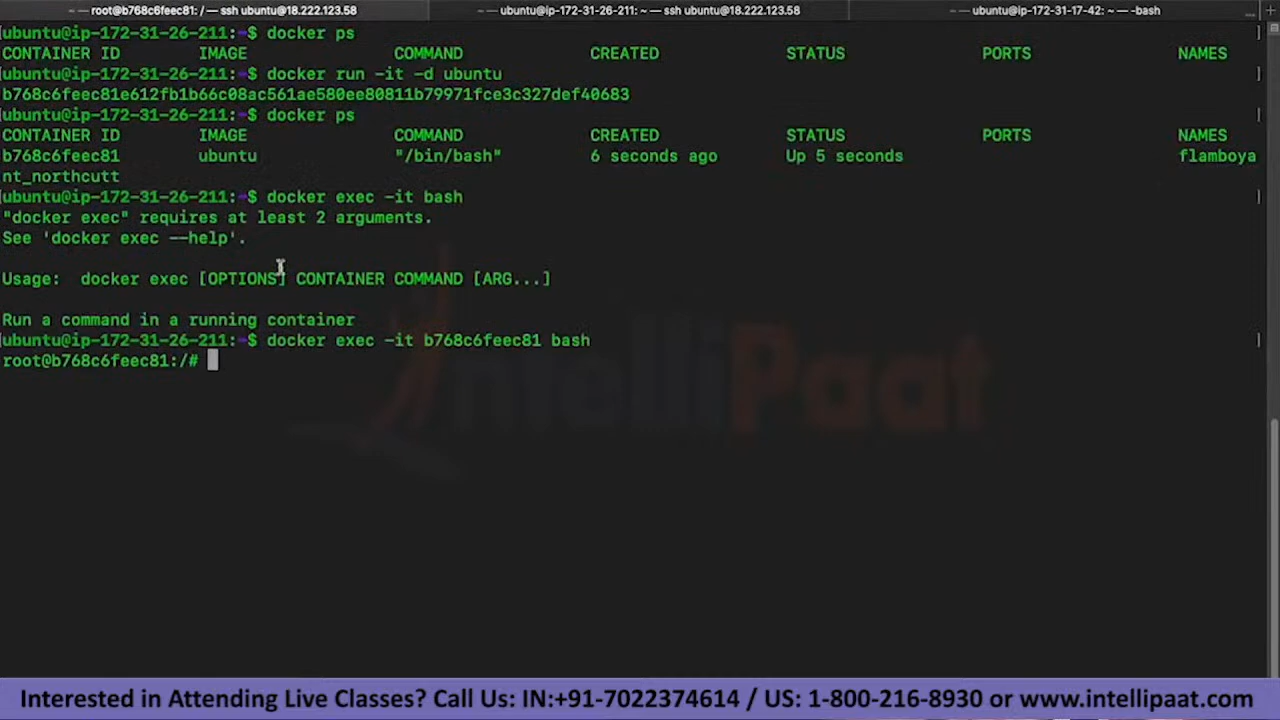 root@b768c6feec81: / — ssh ubuntu@18.222.123.58
ubuntu@ip-172-31-26-211: ~ — ssh ubuntu@18.222.123.58
ubuntu@ip-172-31-17-42: ~ — -bash
ubuntu@ip-172-31-26-211:~$ docker ps
CONTAINER ID IMAGE COMMAND CREATED STATUS PORTS NAMES
ubuntu@ip-172-31-26-211:~$ docker run -it -d ubuntu
b768c6feec81e612fb1b66c08ac561ae580ee80811b79971fce3c327def40683
ubuntu@ip-172-31-26-211:~$ docker ps
CONTAINER ID IMAGE COMMAND CREATED STATUS PORTS NAMES
b768c6feec81 ubuntu "/bin/bash" 6 seconds ago Up 5 seconds flamboya
nt_northcutt
ubuntu@ip-172-31-26-211:~$ docker exec -it bash
"docker exec" requires at least 2 arguments.
See 'docker exec --help'.
Usage: docker exec [OPTIONS] CONTAINER COMMAND [ARG...]
Run a command in a running container
ubuntu@ip-172-31-26-211:~$ docker exec -it b768c6feec81 bash
root@b768c6feec81:/#
IntelliPaat
Interested in Attending Live Classes? Call Us: IN:+91-7022374614 / US: 1-800-216-8930 or www.intellipaat.com